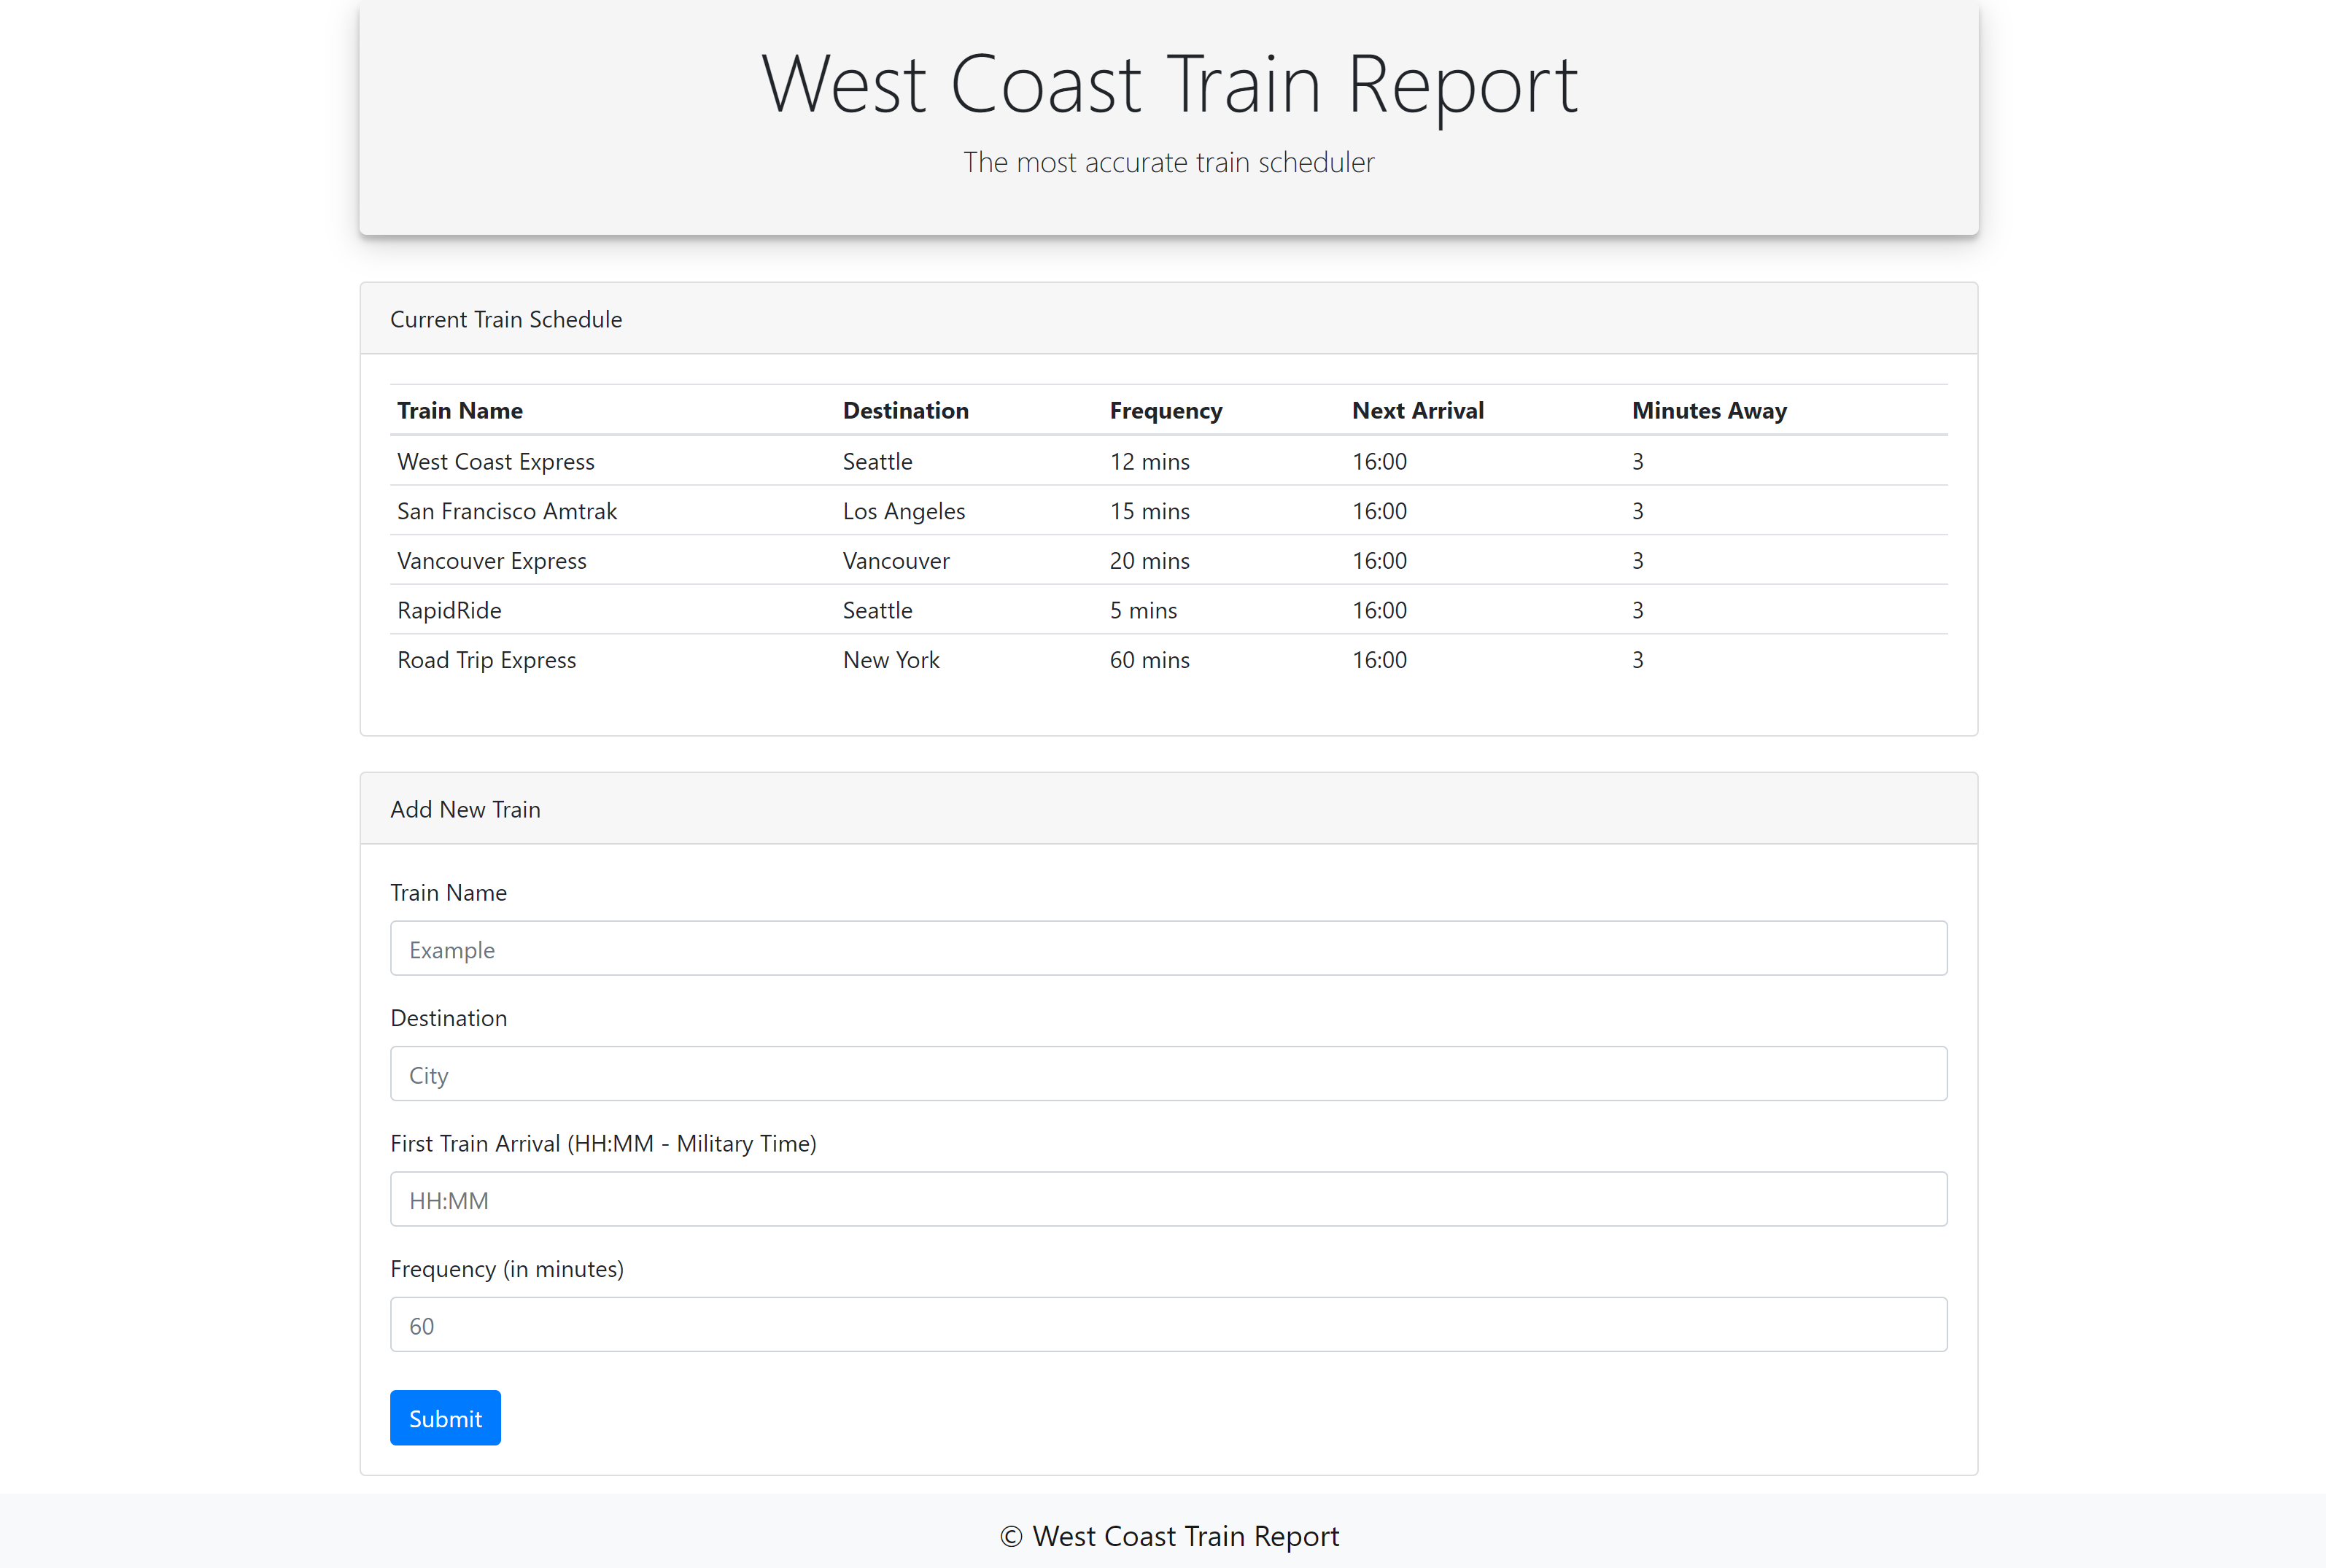 West Coast Train Report
The most accurate train scheduler
Current Train Schedule
Train Name Destination Frequency Next Arrival Minutes Away
West Coast Express Seattle 12 mins 16:00 3
San Francisco Amtrak Los Angeles 15 mins 16:00 3
Vancouver Express Vancouver 20 mins 16:00 3
RapidRide Seattle 5 mins 16:00 3
Road Trip Express New York 60 mins 16:00 3
Add New Train
Train Name
Example
Destination
City
First Train Arrival (HH:MM - Military Time)
HH:MM
Frequency (in minutes)
60
Submit
© West Coast Train Report